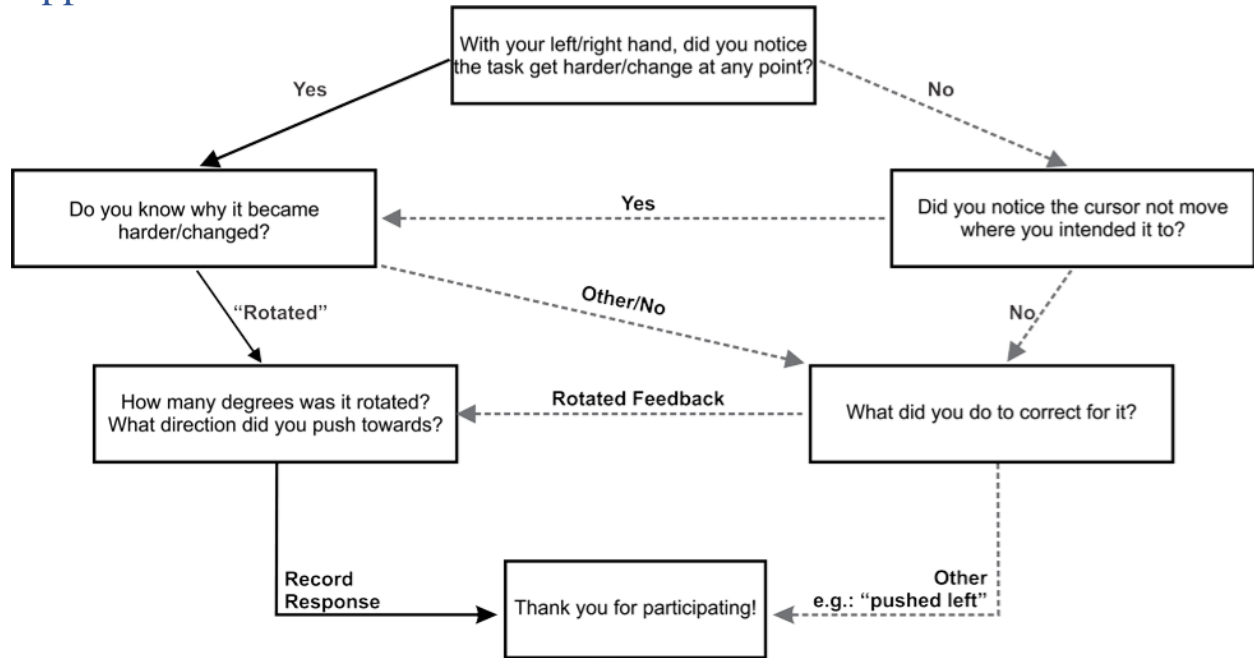 With your left/right hand, did you notice
the task get harder/change at any point?
Yes
No
Do you know why it became
harder/changed?
Yes
Did you notice the cursor not move
where you intended it to?
“Rotated”
Other/No
No
How many degrees was it rotated?
What direction did you push towards?
Rotated Feedback
What did you do to correct for it?
Record
Response
Thank you for participating!
Other
e.g.: “pushed left”